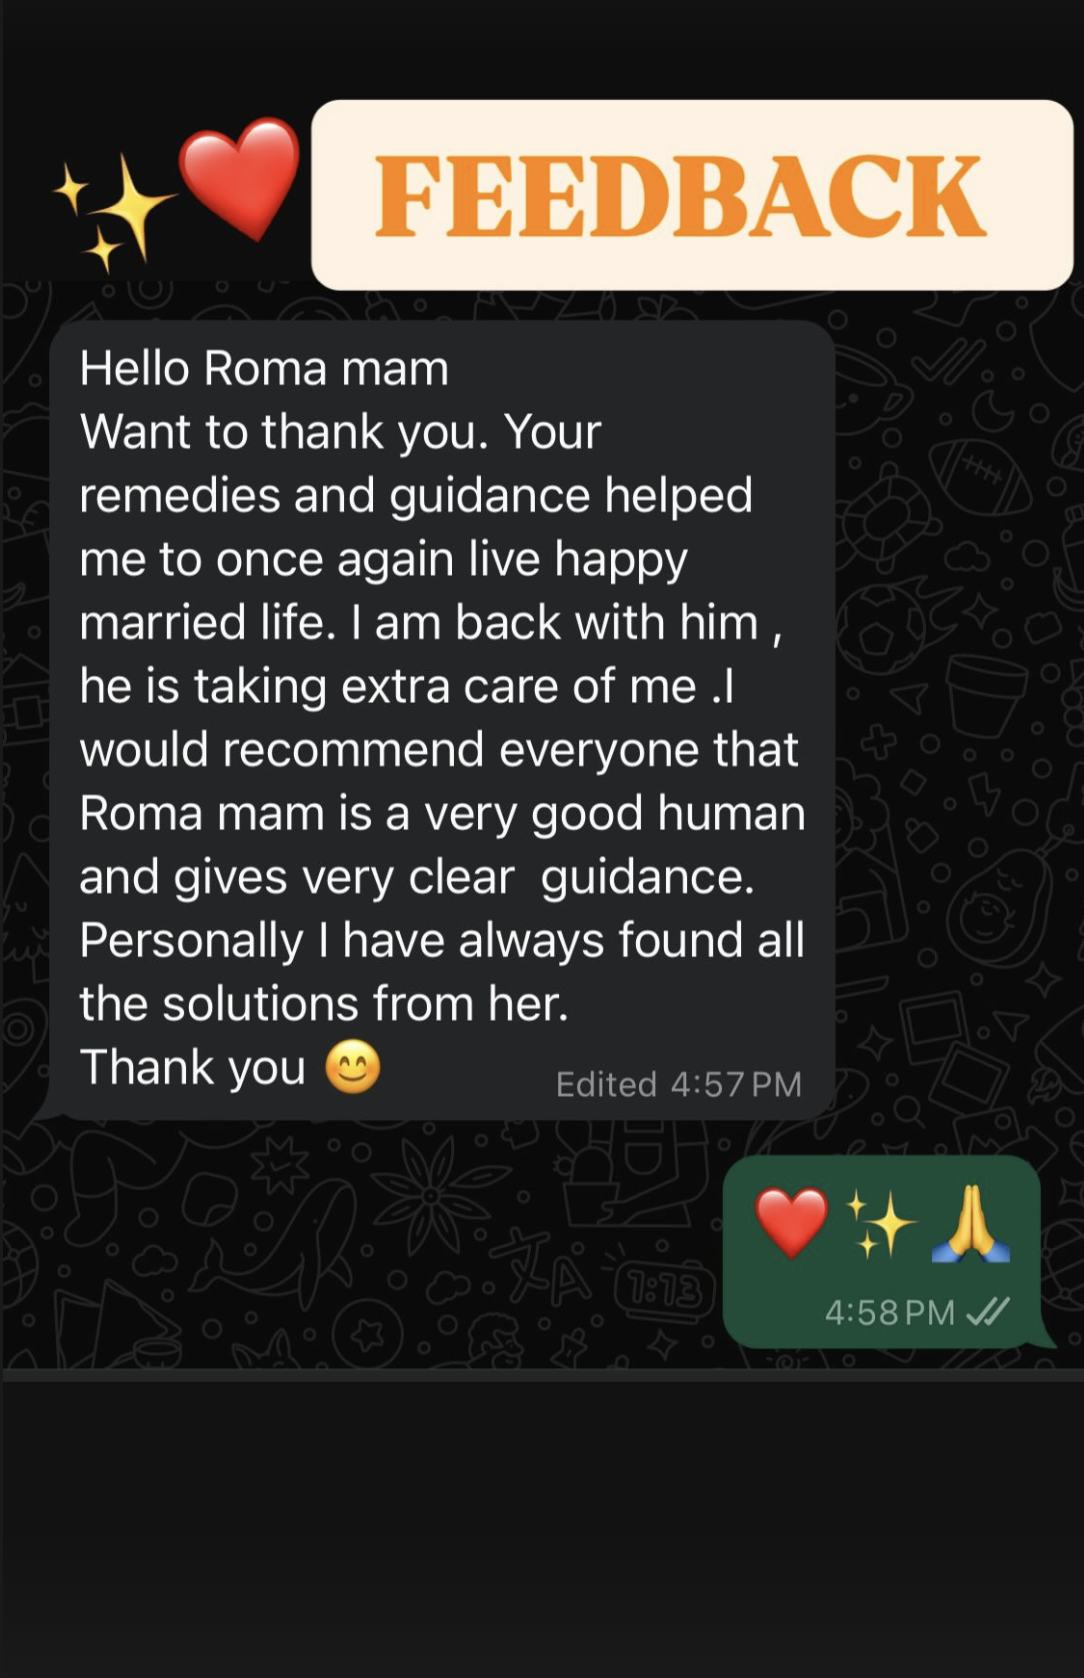 FEEDBACK
Hello Roma mam
Want to thank you. Your
remedies and guidance helped
me to once again live happy
married life. I am back with him ,
he is taking extra care of me .I
would recommend everyone that
Roma mam is a very good human
and gives very clear  guidance.
Personally I have always found all
the solutions from her.
Thank you 😊
Edited 4:57 PM
❤️✨🙏
4:58 PM